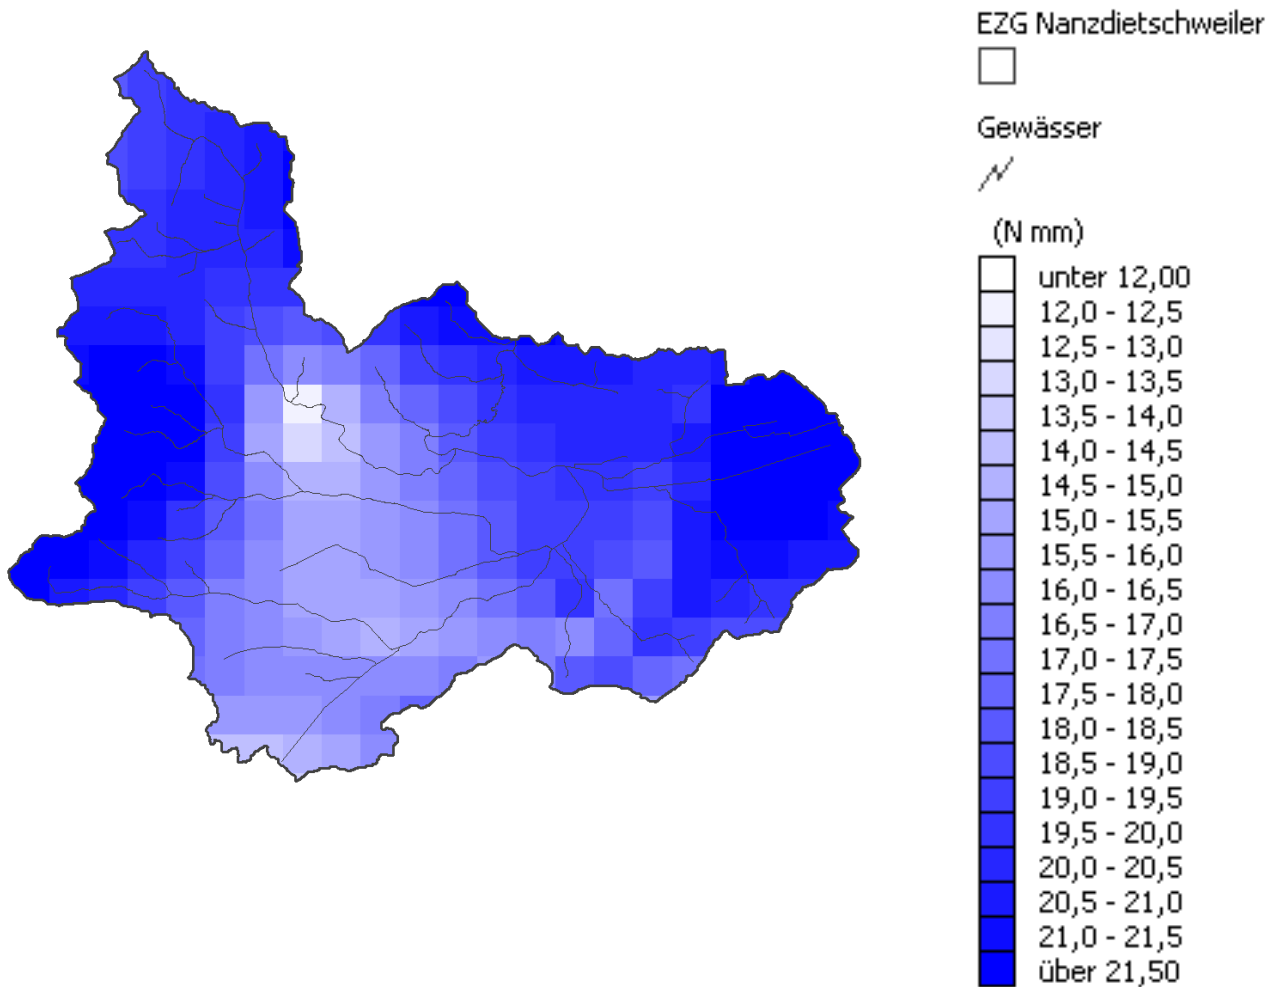 EZG Nanzdietschweiler
Gewässer
(N mm)
unter 12,00
12,0 - 12,5
12,5 - 13,0
13,0 - 13,5
13,5 - 14,0
14,0 - 14,5
14,5 - 15,0
15,0 - 15,5
15,5 - 16,0
16,0 - 16,5
16,5 - 17,0
17,0 - 17,5
17,5 - 18,0
18,0 - 18,5
18,5 - 19,0
19,0 - 19,5
19,5 - 20,0
20,0 - 20,5
20,5 - 21,0
21,0 - 21,5
über 21,50